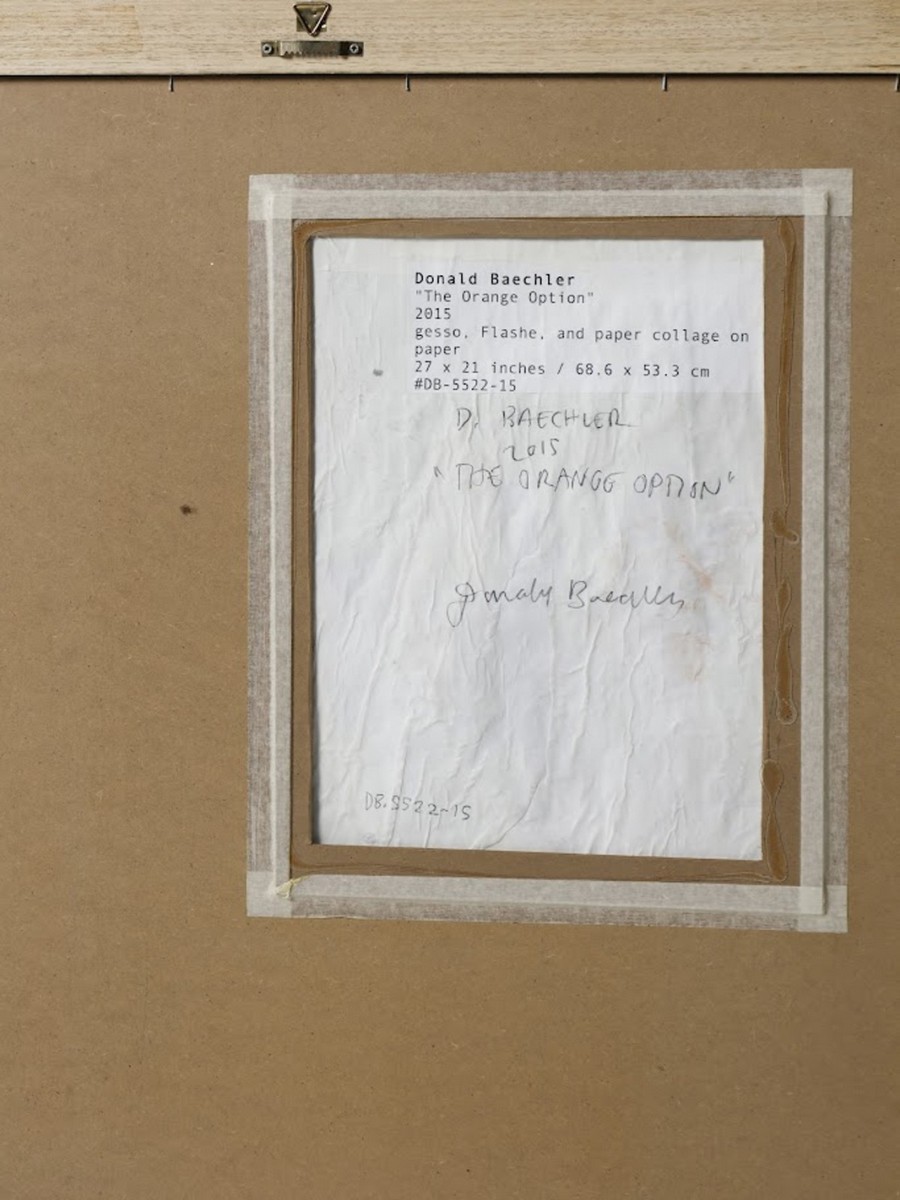 Donald Baechler
"The Orange Option"
2015
gesso, Flashe, and paper collage on
paper
27 x 21 inches / 68.6 x 53.3 cm
#DB-5522-15
D. BAECHLER
2015
"THE ORANGE OPTION"
Donald Baechler
DB.5522-15